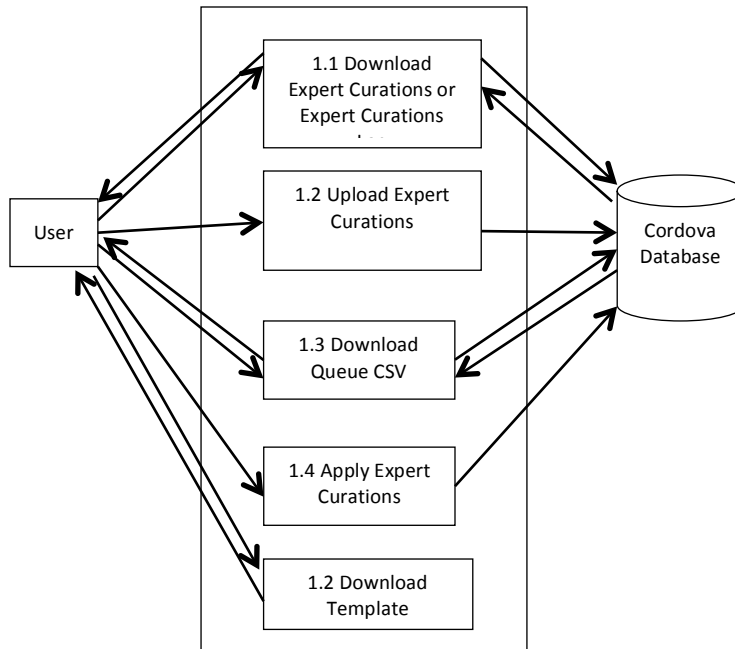 1.1 Download
Expert Curations or
Expert Curations
User
1.2 Upload Expert
Curations
Cordova
Database
1.3 Download
Queue CSV
1.4 Apply Expert
Curations
1.2 Download
Template